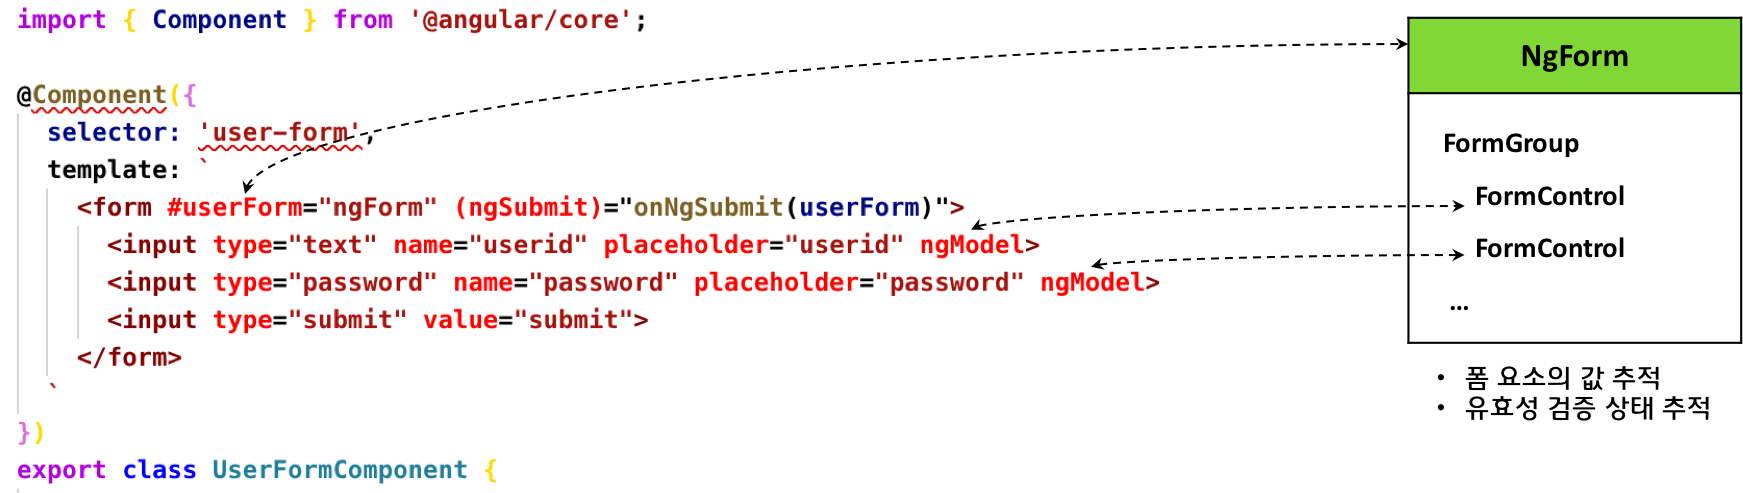 import { Component } from '@angular/core';
@Component({
  selector: 'user-form',
  template: `
    <form #userForm="ngForm" (ngSubmit)="onNgSubmit(userForm)">
      <input type="text" name="userid" placeholder="userid" ngModel>
      <input type="password" name="password" placeholder="password" ngModel>
      <input type="submit" value="submit">
    </form>
  `
})
export class UserFormComponent {
NgForm
FormGroup
FormControl
FormControl
...
• 폼 요소의 값 추적
• 유효성 검증 상태 추적